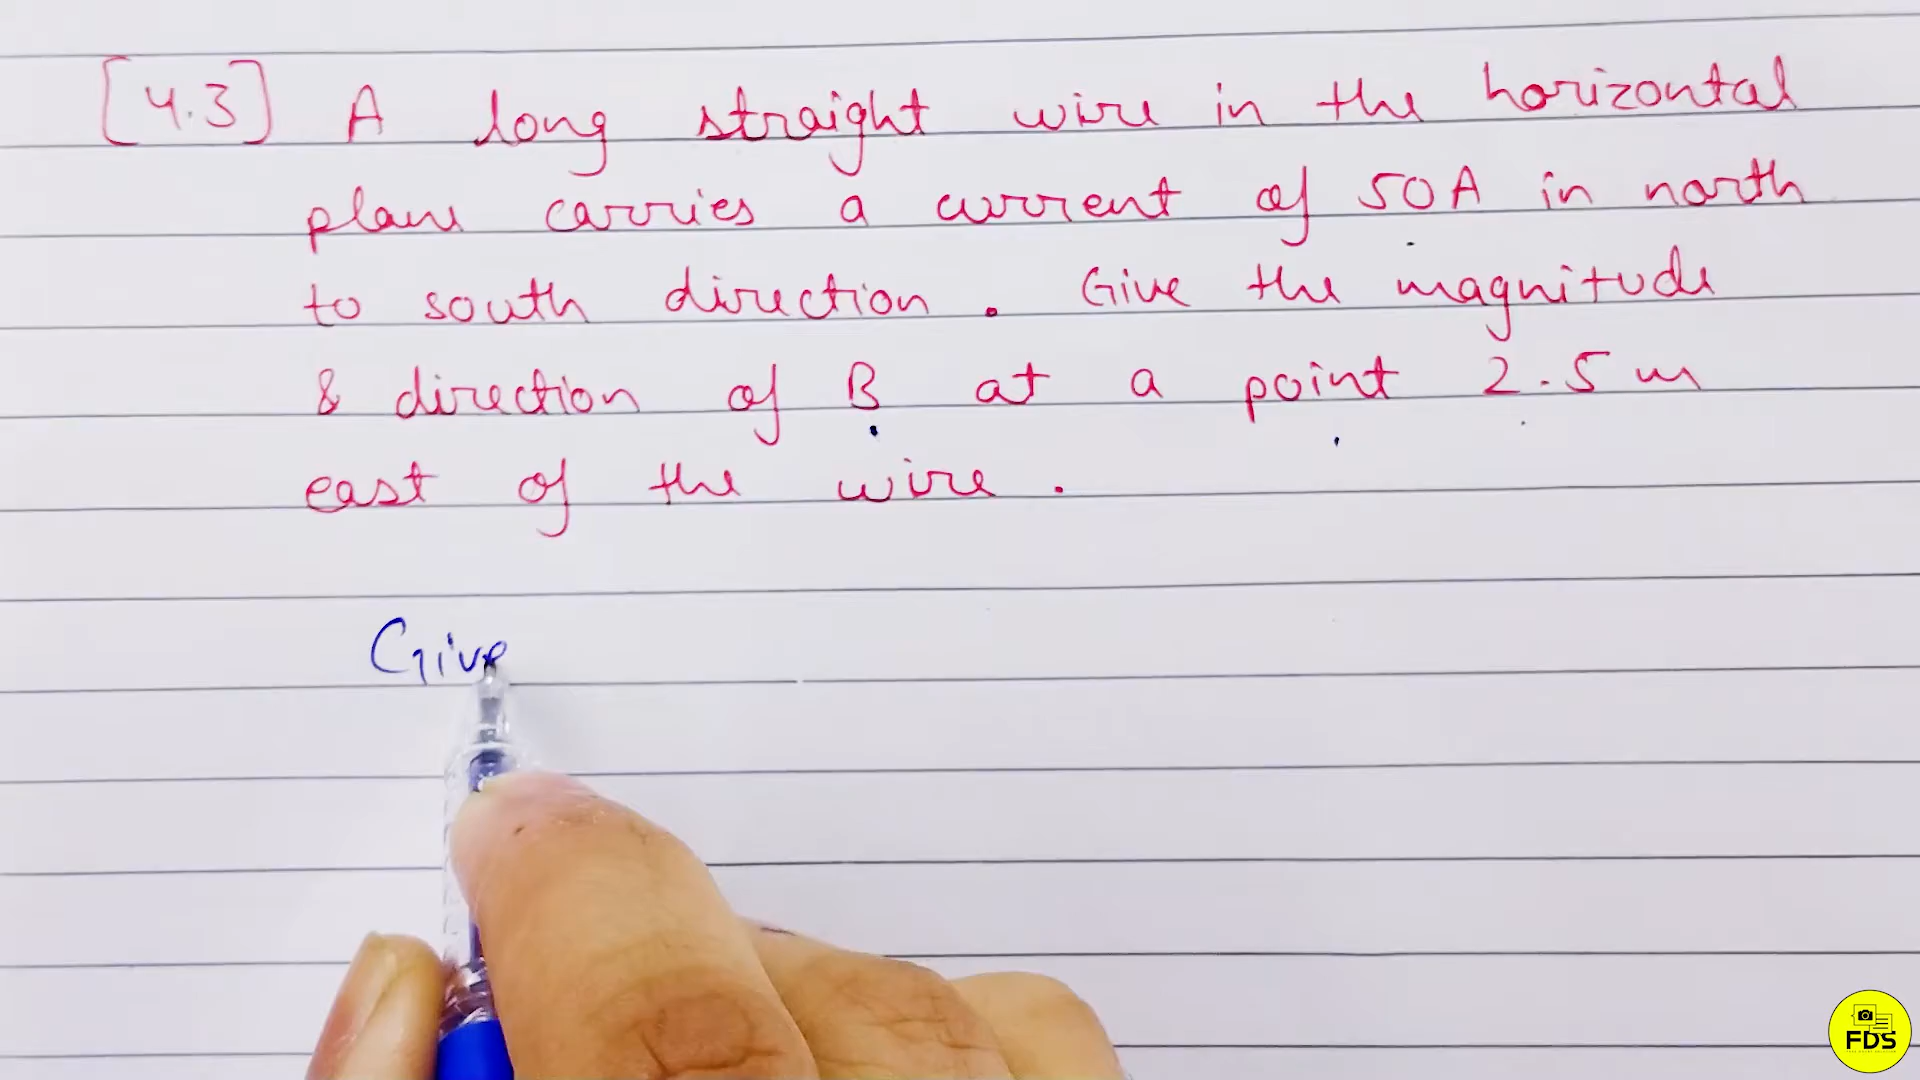 [4.3] A long straight wire in the horizontal
plane carries a current of 50A in north
to south direction. Give the magnitude
& direction of B at a point 2.5m
east of the wire.
Give
FDS